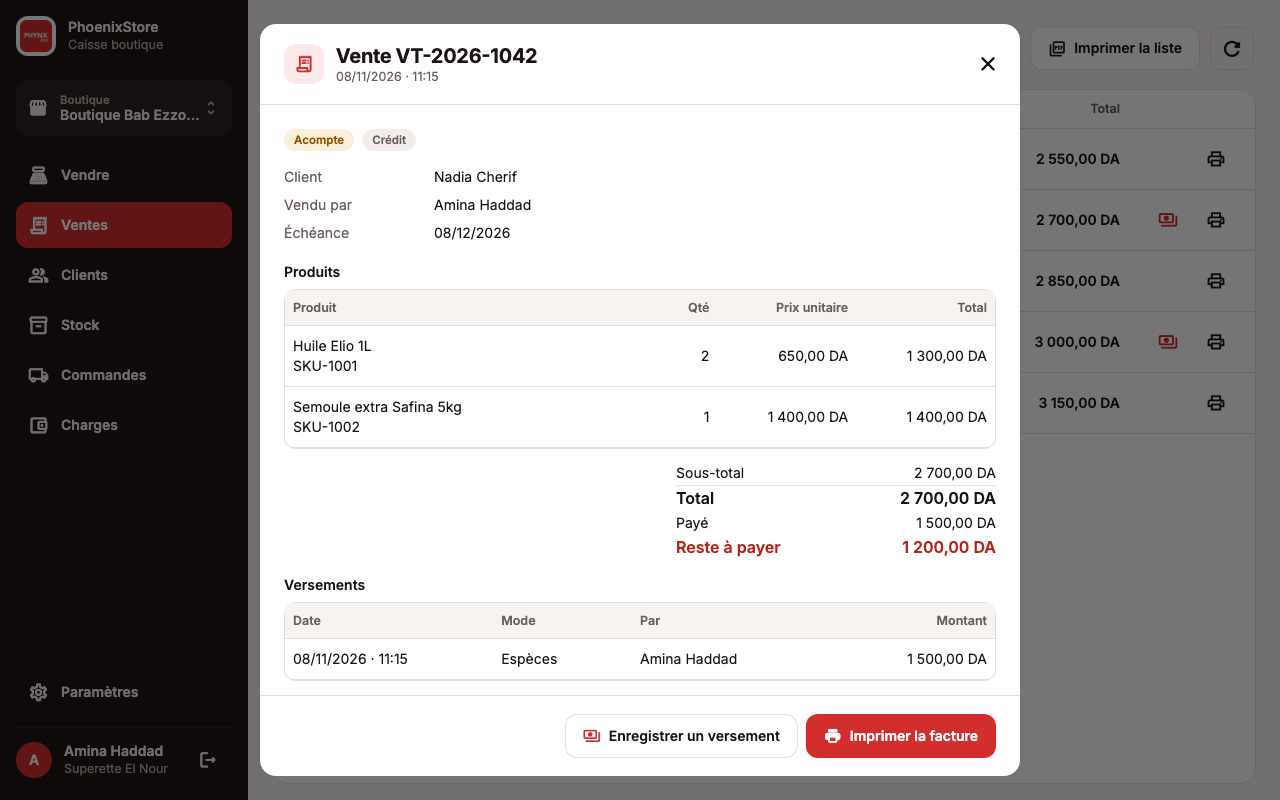 PHYNX
PhoenixStore
Caisse boutique
Boutique
Boutique Bab Ezzo...
Vendre
Ventes
Clients
Stock
Commandes
Charges
Paramètres
A
Amina Haddad
Superette El Nour
Imprimer la liste
Total
2 550,00 DA
2 700,00 DA
2 850,00 DA
3 000,00 DA
3 150,00 DA
Vente VT-2026-1042
08/11/2026 · 11:15
Acompte Crédit
Client Nadia Cherif
Vendu par Amina Haddad
Échéance 08/12/2026
Produits
Produit Qté Prix unitaire Total
Huile Elio 1L
SKU-1001
2 650,00 DA 1 300,00 DA
Semoule extra Safina 5kg
SKU-1002
1 1 400,00 DA 1 400,00 DA
Sous-total 2 700,00 DA
Total 2 700,00 DA
Payé 1 500,00 DA
Reste à payer 1 200,00 DA
Versements
Date Mode Par Montant
08/11/2026 · 11:15 Espèces Amina Haddad 1 500,00 DA
Enregistrer un versement
Imprimer la facture